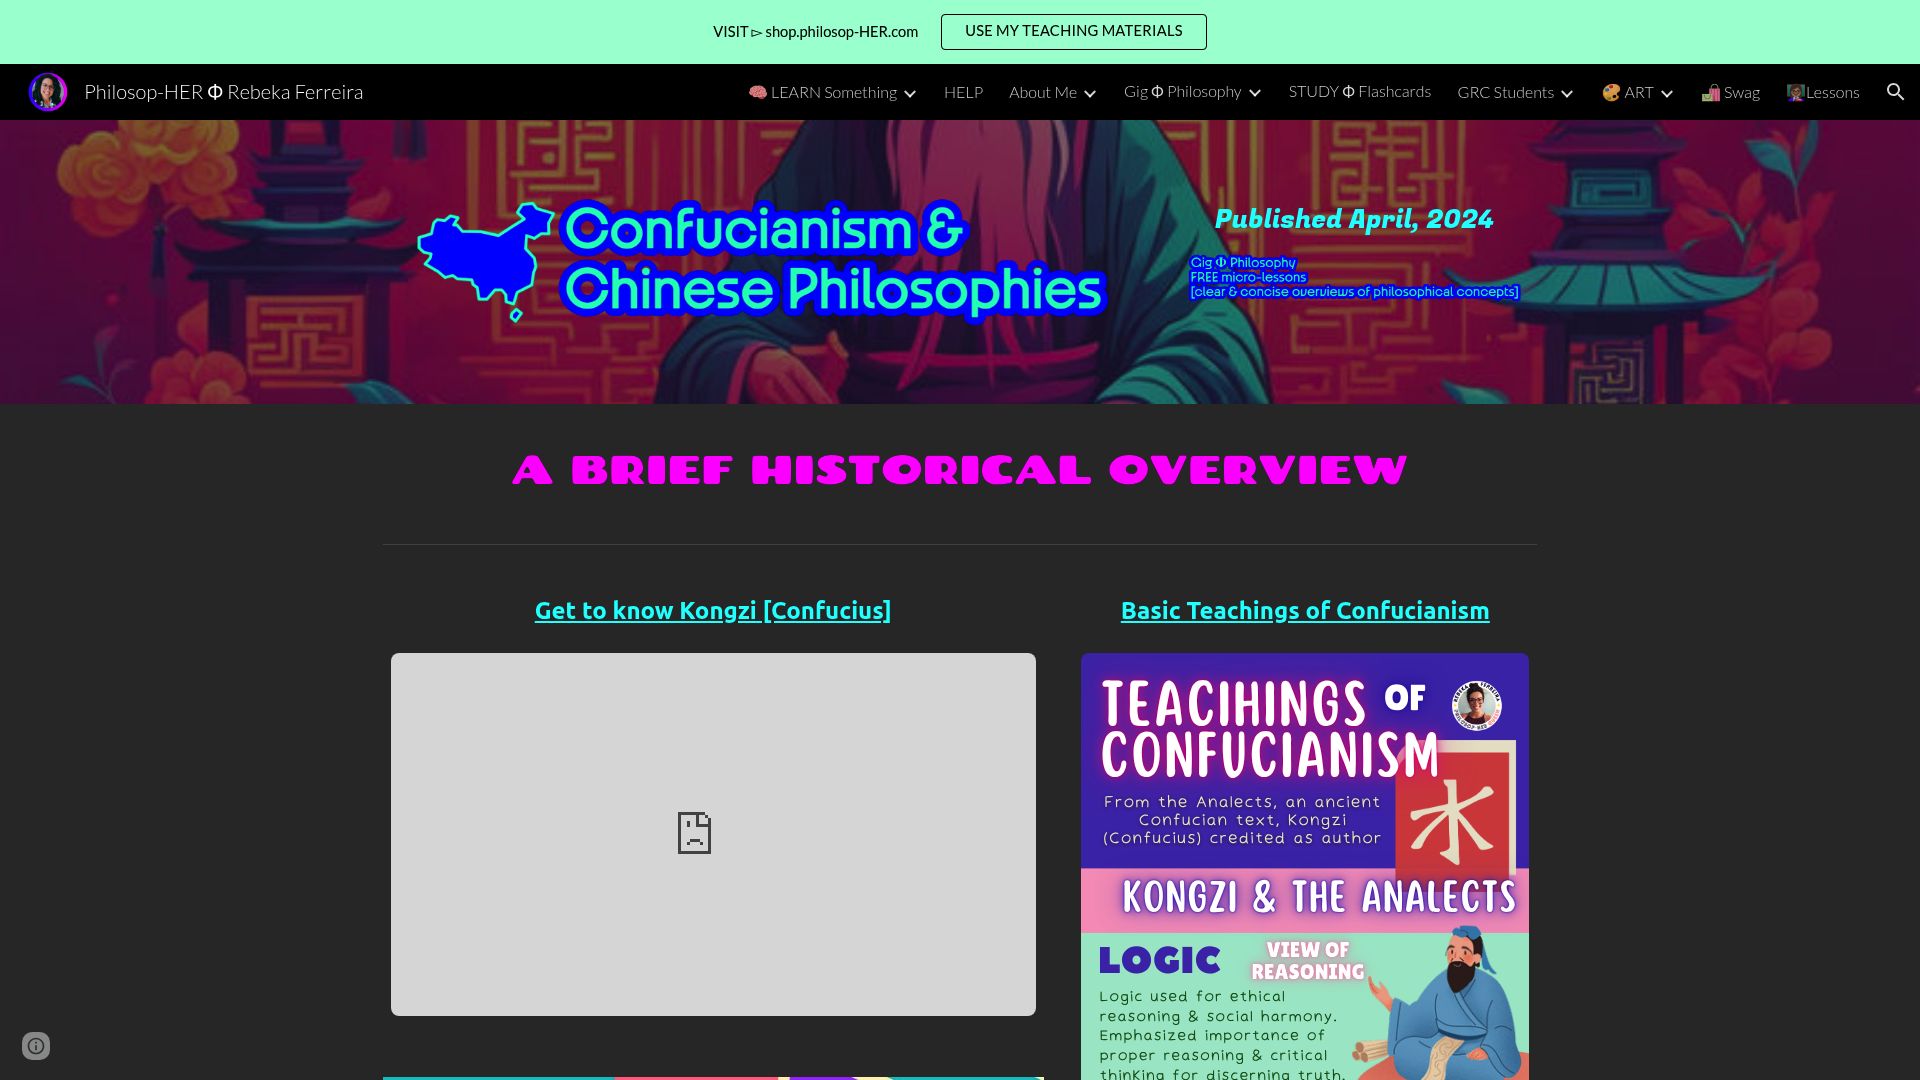 VISIT ▻ shop.philosop-HER.com
USE MY TEACHING MATERIALS
Philosop-HER Φ Rebeka Ferreira
🧠 LEARN Something
HELP
About Me
Gig Φ Philosophy
STUDY Φ Flashcards
GRC Students
🎨 ART
🛍️ Swag
👩🏽‍🏫Lessons
Confucianism &
Chinese Philosophies
Published April, 2024
Gig Φ Philosophy
FREE micro-lessons
[clear & concise overviews of philosophical concepts]
A BRIEF HISTORICAL OVERVIEW
Get to know Kongzi [Confucius]
Basic Teachings of Confucianism
TEACIHINGS OF
CONFUCIANISM
From the Analects, an ancient
Confucian text, Kongzi
(Confucius) credited as author
KONGZI & THE ANALECTS
LOGIC
VIEW OF
REASONING
Logic used for ethical
reasoning & social harmony.
Emphasized importance of
proper reasoning & critical
thinking for discerning truth,